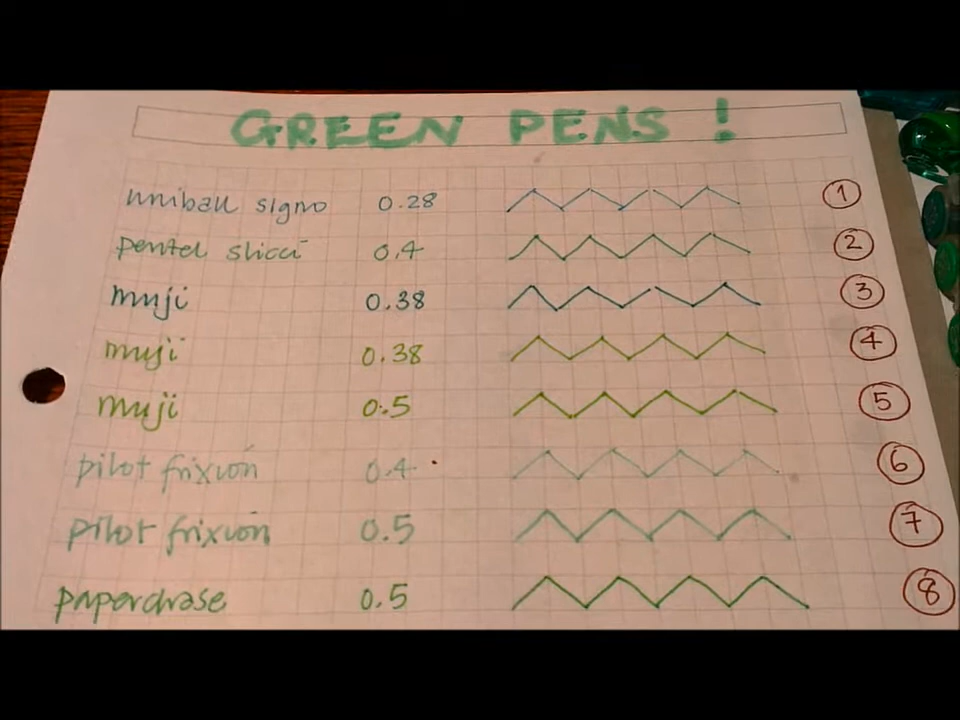 GREEN PENS !
uniball signo 0.28 1
pentel slicci 0.4 2
muji 0.38 3
muji 0.38 4
muji 0.5 5
pilot frixion 0.4 6
pilot frixion 0.5 7
paperchase 0.5 8